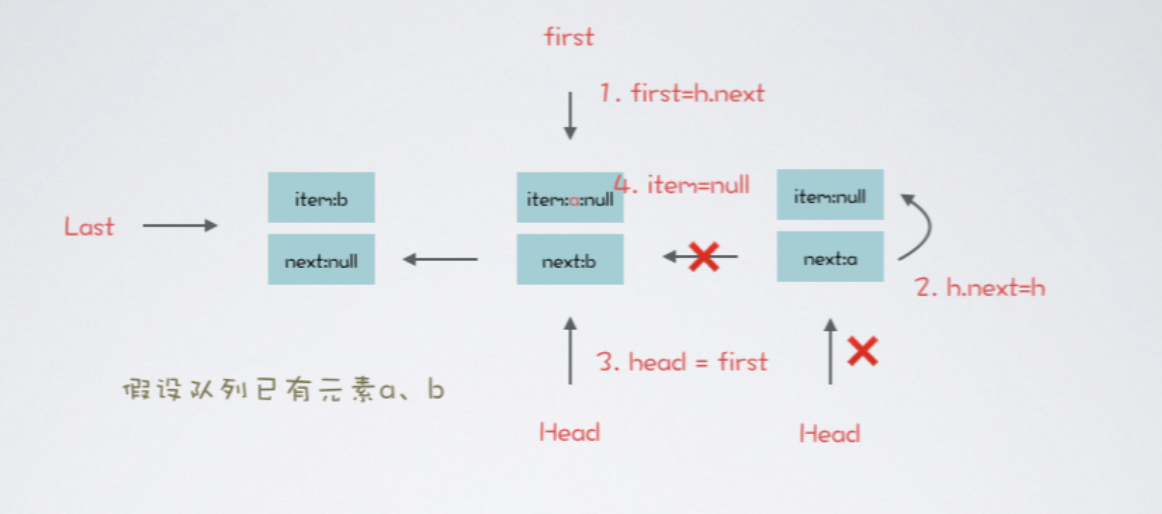 first
1. first=h.next
item:b
item:a:null
4. item=null
item:null
Last
next:null
next:b
next:a
2. h.next=h
3. head = first
假设队列已有元素a、b
Head
Head